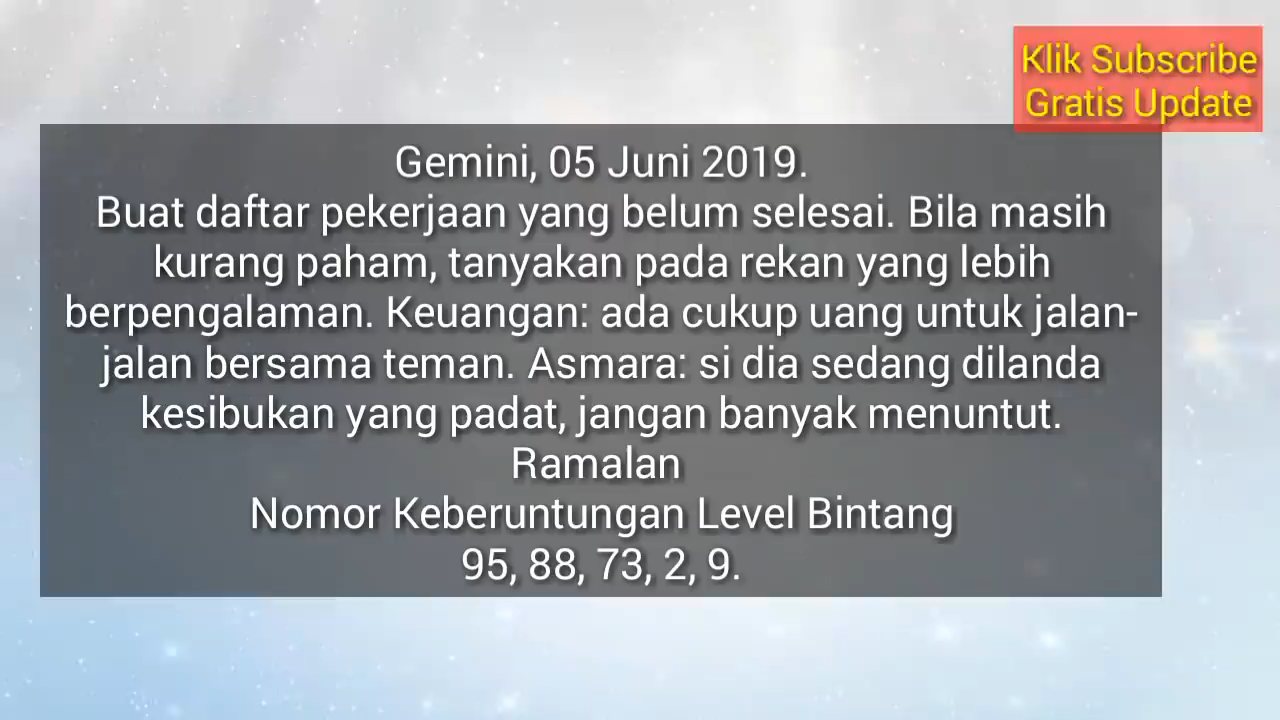 Klik Subscribe
Gratis Update
Gemini, 05 Juni 2019.
Buat daftar pekerjaan yang belum selesai. Bila masih
kurang paham, tanyakan pada rekan yang lebih
berpengalaman. Keuangan: ada cukup uang untuk jalan-
jalan bersama teman. Asmara: si dia sedang dilanda
kesibukan yang padat, jangan banyak menuntut.
Ramalan
Nomor Keberuntungan Level Bintang
95, 88, 73, 2, 9.